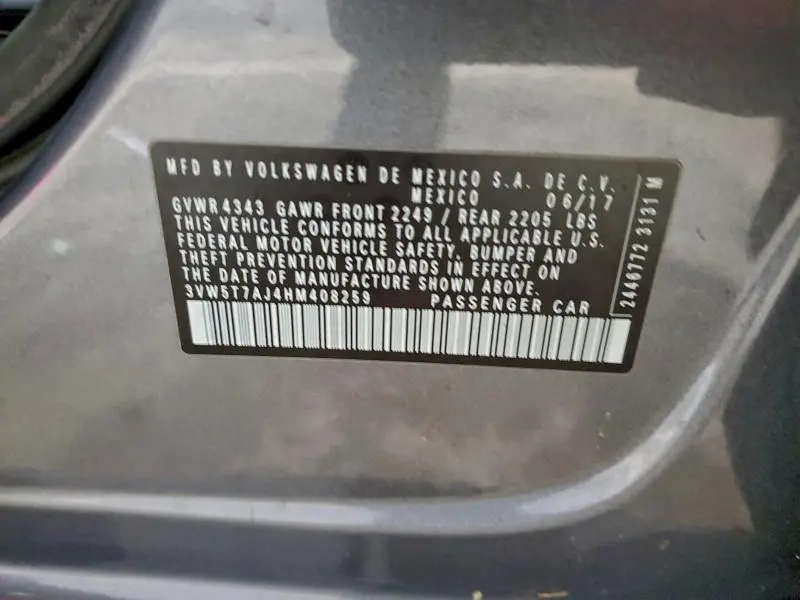 MFD BY VOLKSWAGEN DE MEXICO S.A. DE C.V.
MEXICO 06/17
GVWR 4343 GAWR FRONT 2249 / REAR 2205 LBS
THIS VEHICLE CONFORMS TO ALL APPLICABLE U.S.
FEDERAL MOTOR VEHICLE SAFETY, BUMPER AND
THEFT PREVENTION STANDARDS IN EFFECT ON
THE DATE OF MANUFACTURE SHOWN ABOVE.
3VW5T7AJ4HM408259 PASSENGER CAR
2446772 3131 M